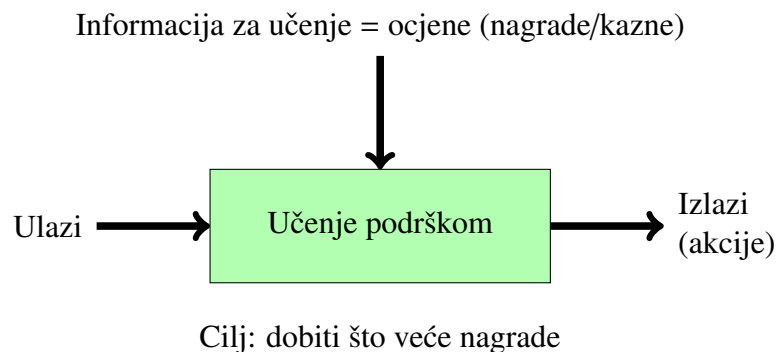 Informacija za učenje = ocjene (nagrade/kazne)
Ulazi
Učenje podrškom
Izlazi
(akcije)
Cilj: dobiti što veće nagrade